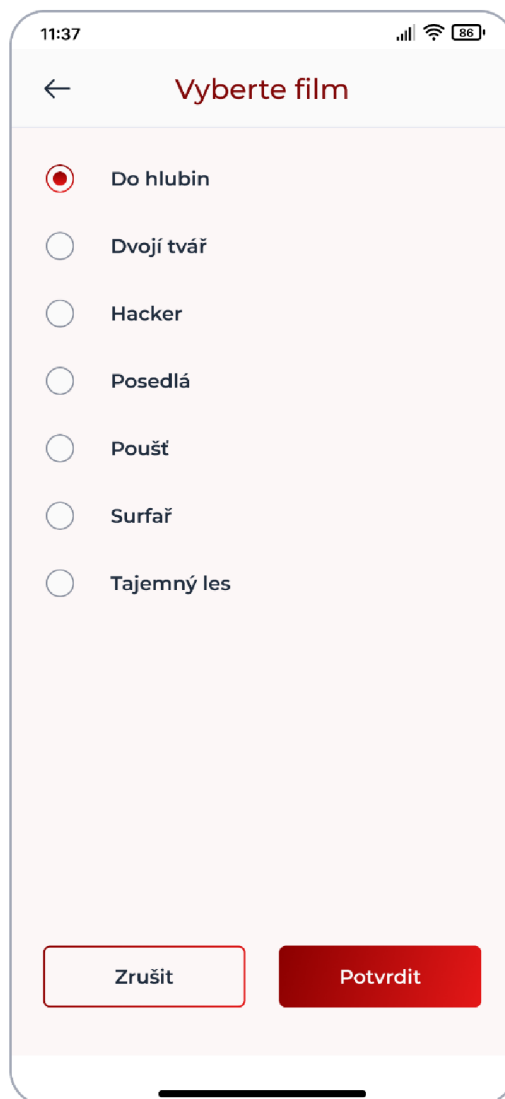 11:37
86
Vyberte film
Do hlubin
Dvojí tvář
Hacker
Posedlá
Poušť
Surfař
Tajemný les
Zrušit
Potvrdit